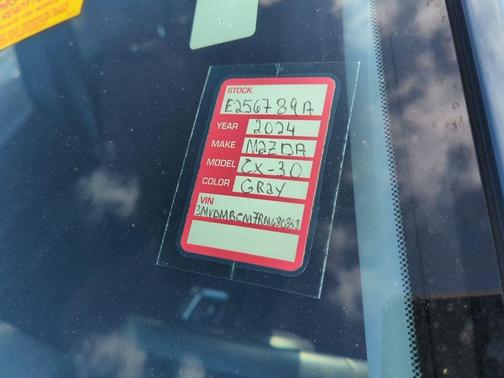 STOCK
E256789A
YEAR 2024
MAKE MAZDA
MODEL CX-30
COLOR GRAY
VIN